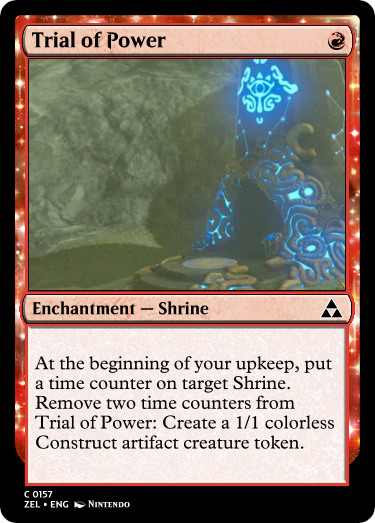 Trial of Power
Enchantment — Shrine
At the beginning of your upkeep, put
a time counter on target Shrine.
Remove two time counters from
Trial of Power: Create a 1/1 colorless
Construct artifact creature token.
C 0157
ZEL • ENG Nintendo